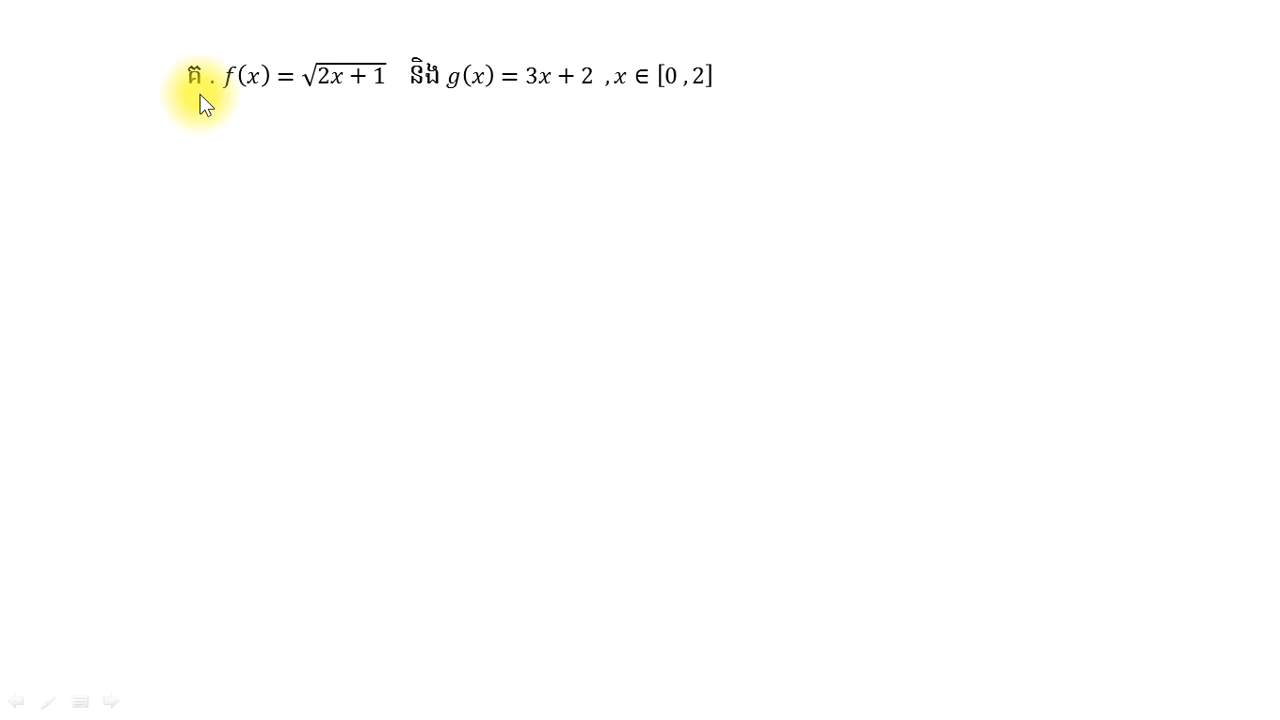 គ . f(x) = √(2x + 1) និង g(x) = 3x + 2 , x ∈ [0 , 2]